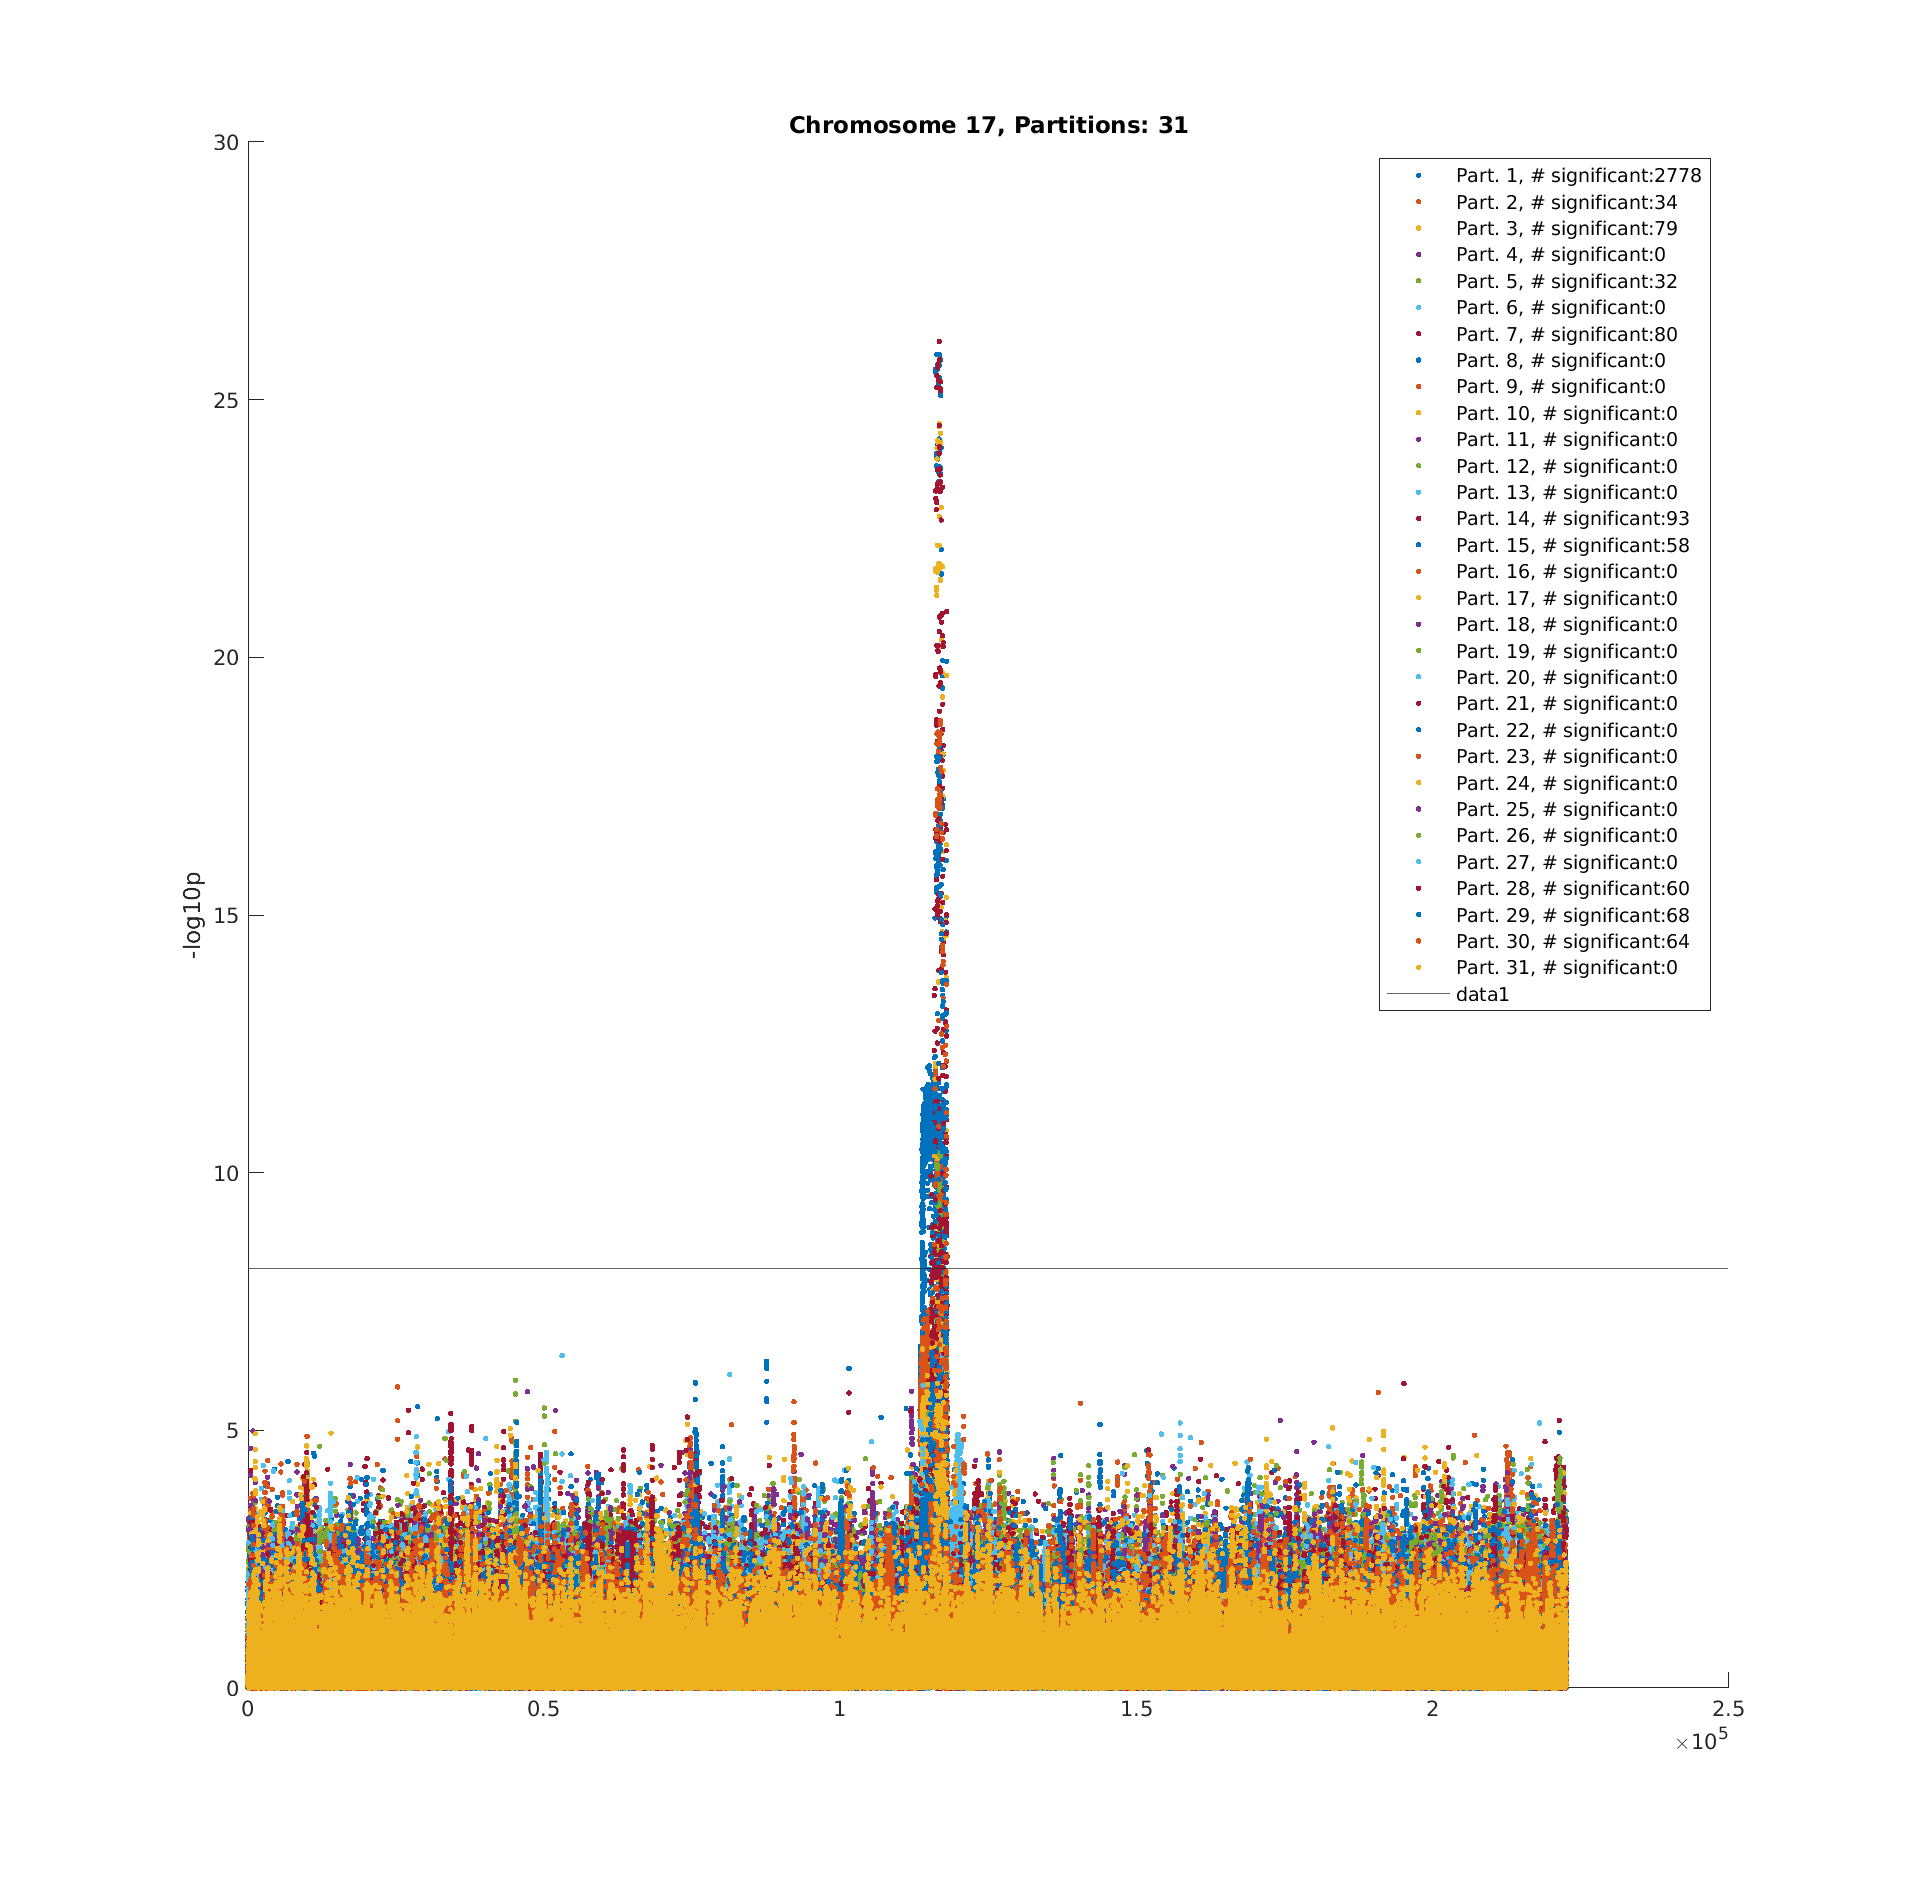 Chromosome 17, Partitions: 31
30
25
20
15
10
5
0
-log10p
0 0.5 1 1.5 2 2.5
×10^5
Part. 1, # significant:2778
Part. 2, # significant:34
Part. 3, # significant:79
Part. 4, # significant:0
Part. 5, # significant:32
Part. 6, # significant:0
Part. 7, # significant:80
Part. 8, # significant:0
Part. 9, # significant:0
Part. 10, # significant:0
Part. 11, # significant:0
Part. 12, # significant:0
Part. 13, # significant:0
Part. 14, # significant:93
Part. 15, # significant:58
Part. 16, # significant:0
Part. 17, # significant:0
Part. 18, # significant:0
Part. 19, # significant:0
Part. 20, # significant:0
Part. 21, # significant:0
Part. 22, # significant:0
Part. 23, # significant:0
Part. 24, # significant:0
Part. 25, # significant:0
Part. 26, # significant:0
Part. 27, # significant:0
Part. 28, # significant:60
Part. 29, # significant:68
Part. 30, # significant:64
Part. 31, # significant:0
data1